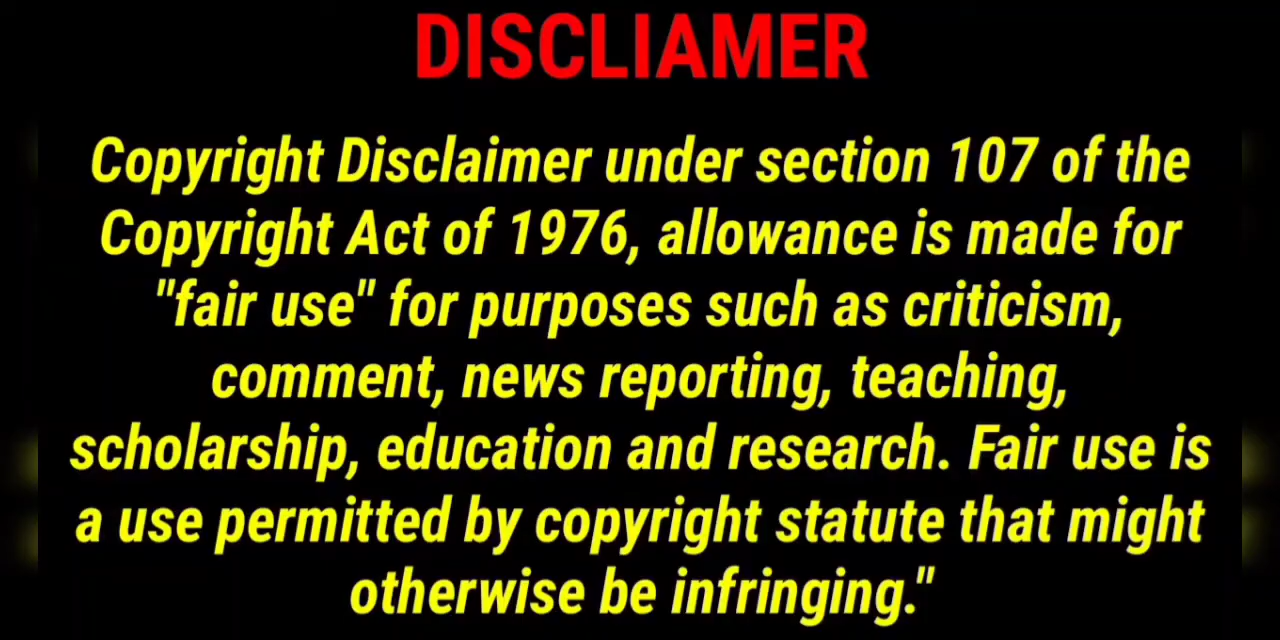 DISCLIAMER
Copyright Disclaimer under section 107 of the
Copyright Act of 1976, allowance is made for
"fair use" for purposes such as criticism,
comment, news reporting, teaching,
scholarship, education and research. Fair use is
a use permitted by copyright statute that might
otherwise be infringing."